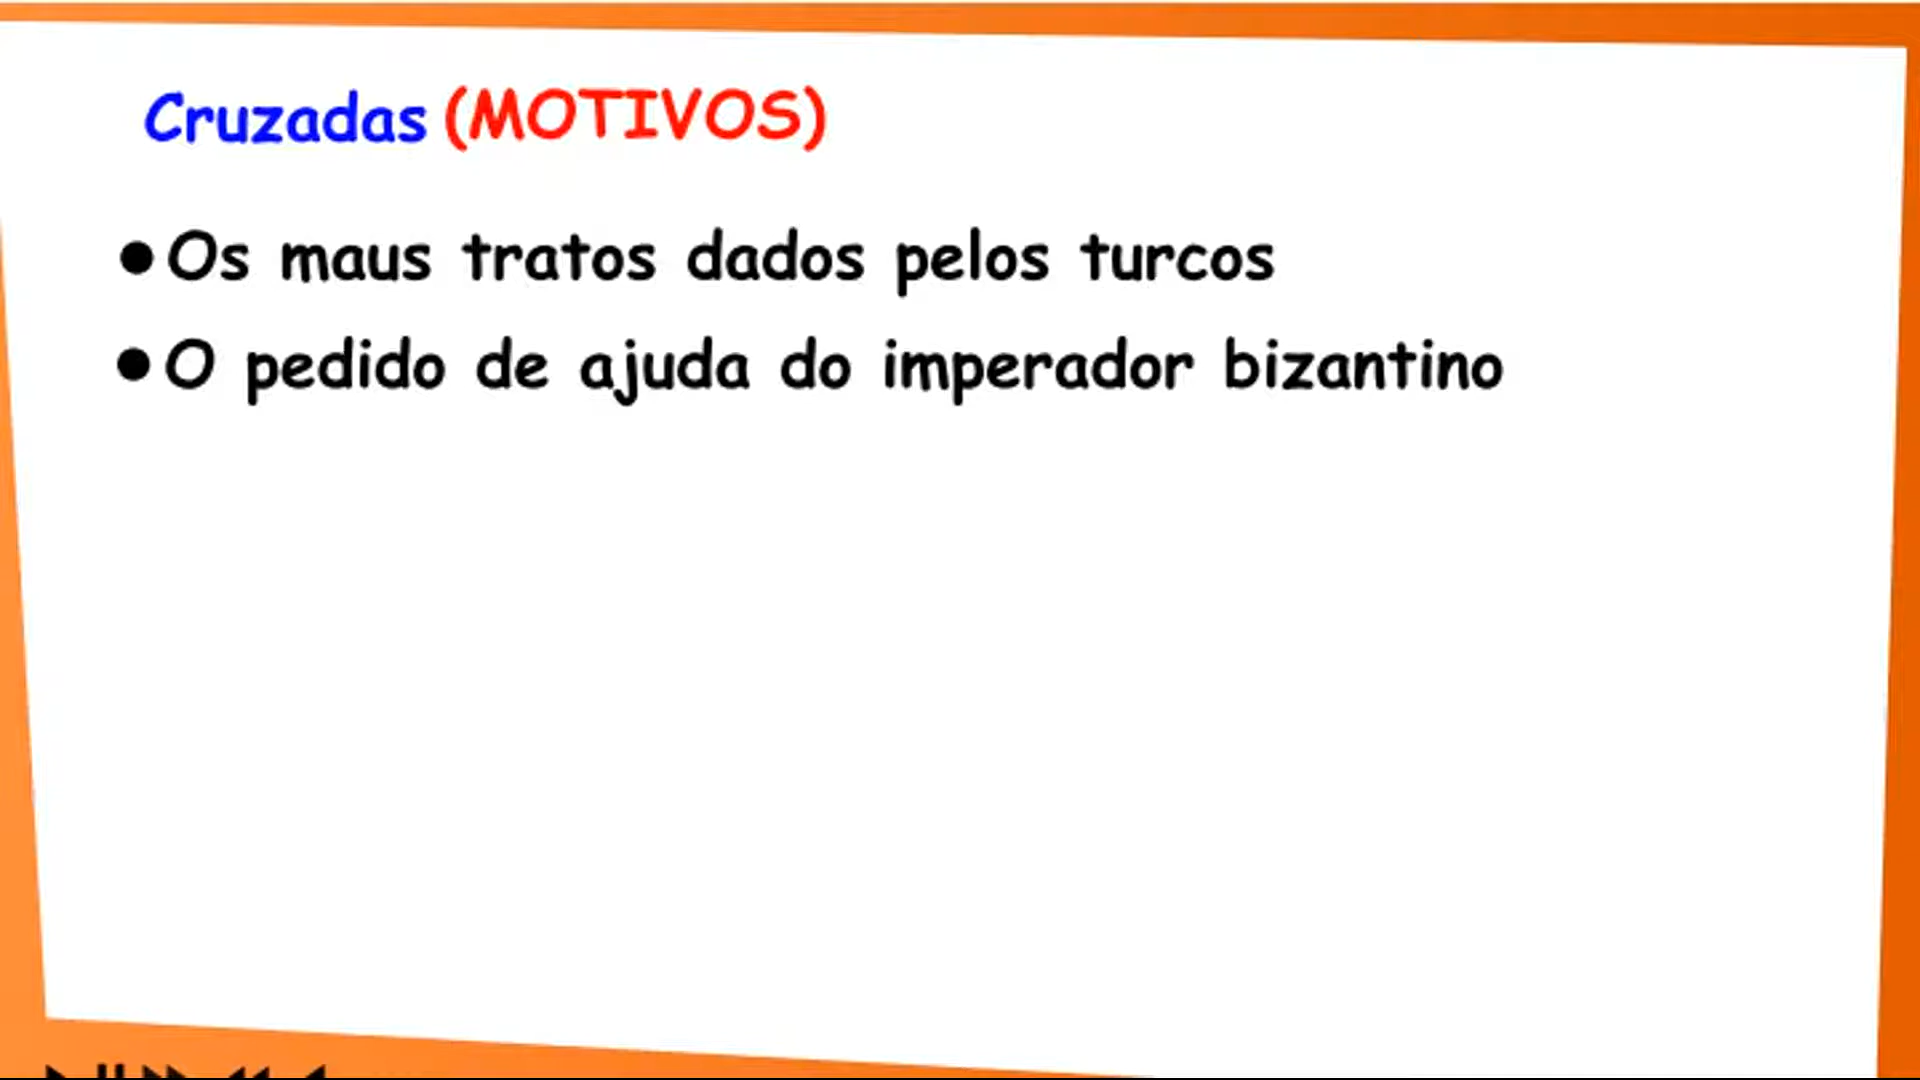 Cruzadas (MOTIVOS)
●Os maus tratos dados pelos turcos
●O pedido de ajuda do imperador bizantino